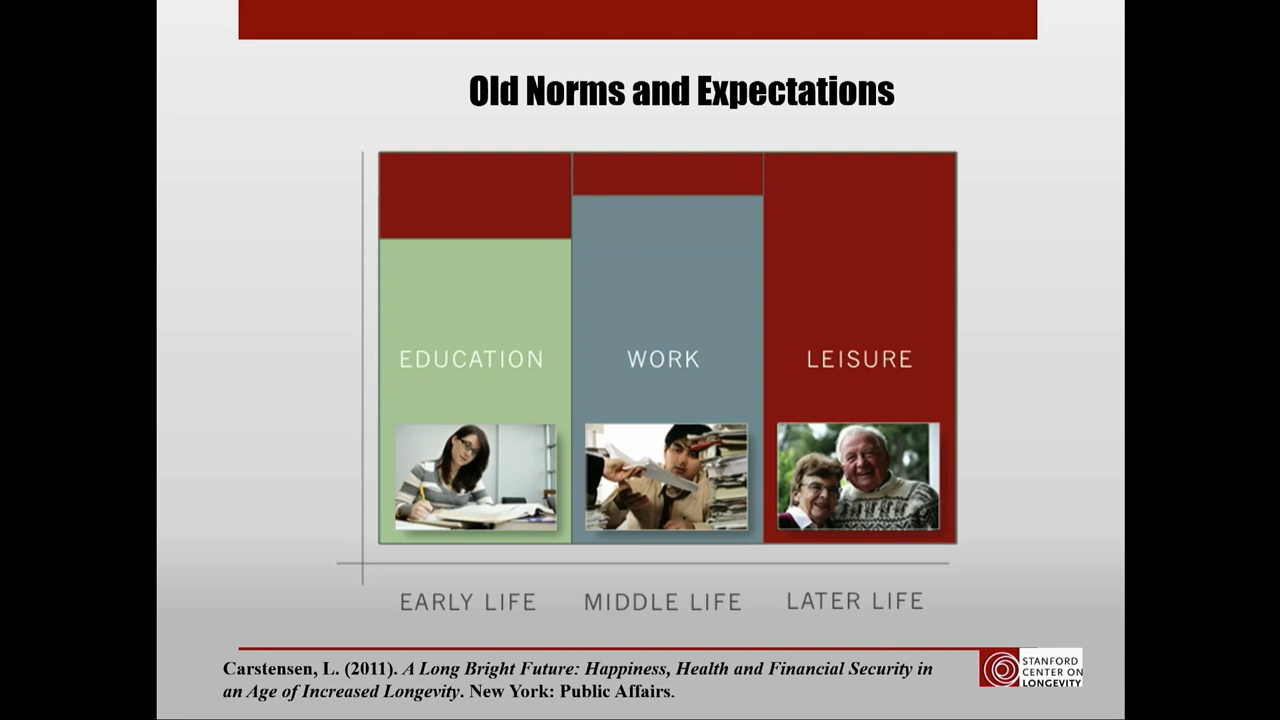 Old Norms and Expectations
EDUCATION
WORK
LEISURE
EARLY LIFE
MIDDLE LIFE
LATER LIFE
Carstensen, L. (2011). A Long Bright Future: Happiness, Health and Financial Security in
an Age of Increased Longevity. New York: Public Affairs.
STANFORD
CENTER ON
LONGEVITY